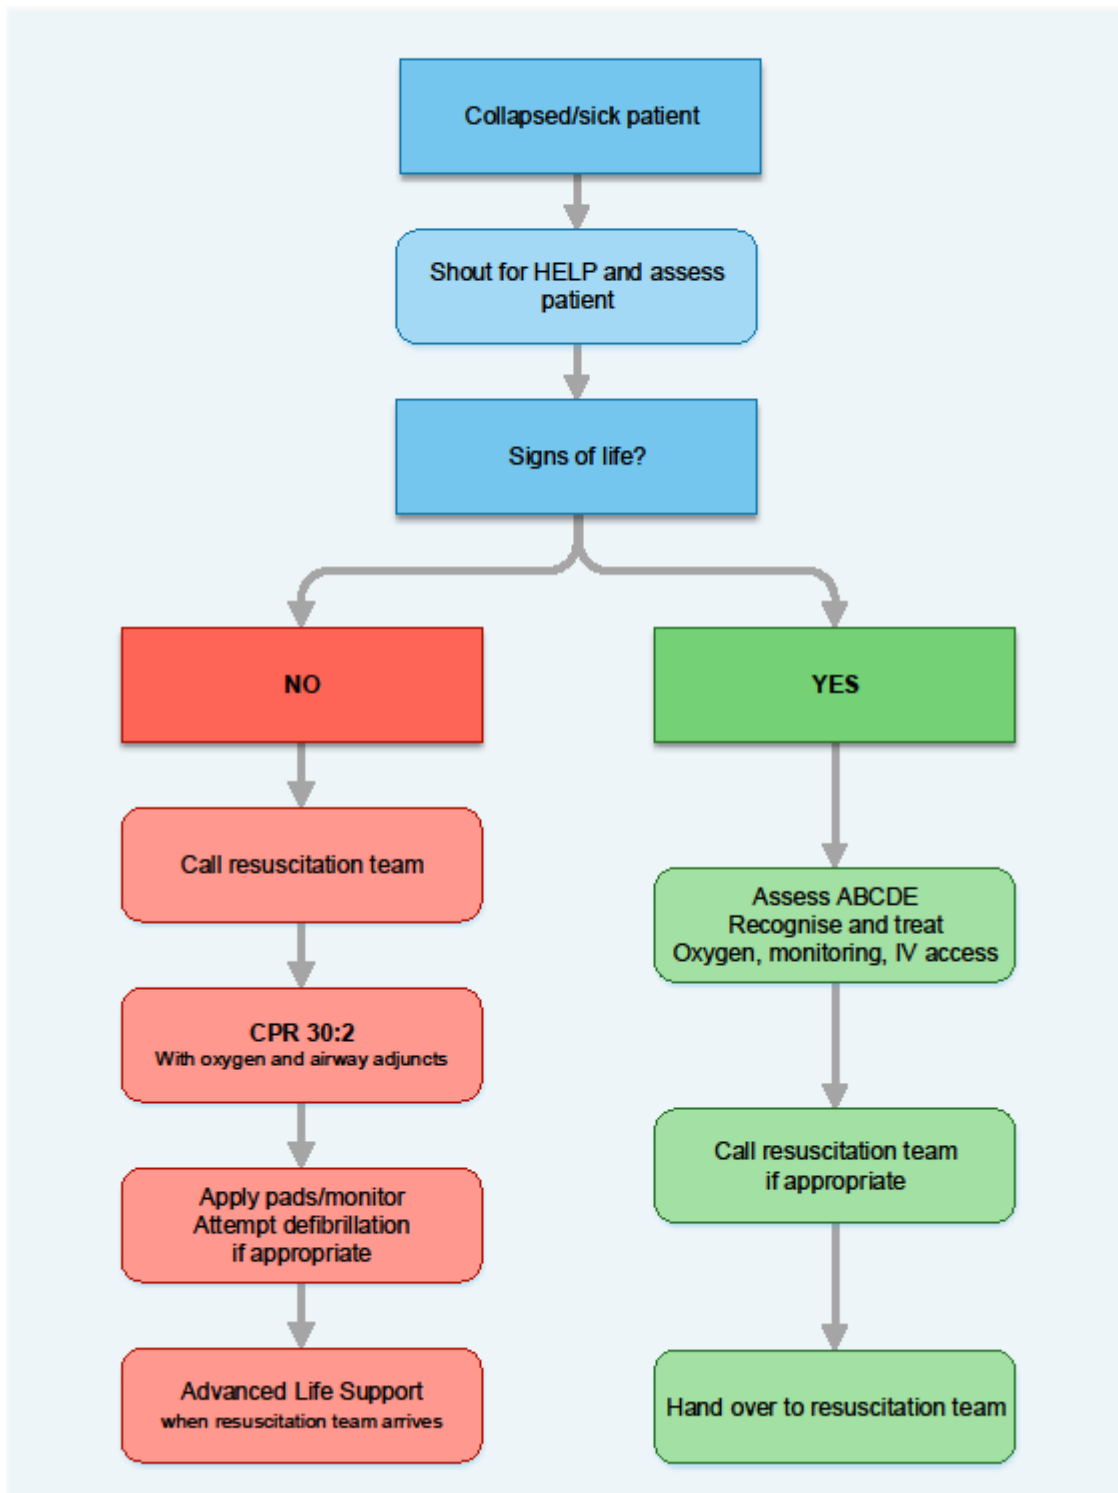 Collapsed/sick patient
Shout for HELP and assess
patient
Signs of life?
NO
Call resuscitation team
CPR 30:2
With oxygen and airway adjuncts
Apply pads/monitor
Attempt defibrillation
if appropriate
Advanced Life Support
when resuscitation team arrives
YES
Assess ABCDE
Recognise and treat
Oxygen, monitoring, IV access
Call resuscitation team
if appropriate
Hand over to resuscitation team